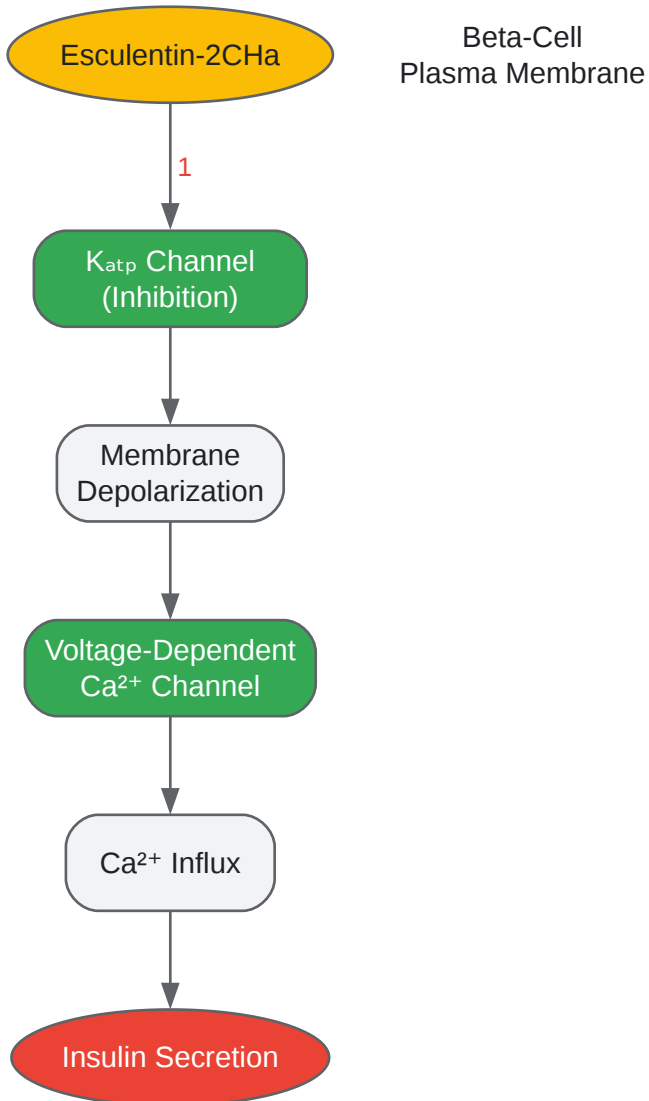 Esculentin-2CHa
Beta-Cell
Plasma Membrane
1
Kₐₜₚ Channel
(Inhibition)
Membrane
Depolarization
Voltage-Dependent
Ca²⁺ Channel
Ca²⁺ Influx
Insulin Secretion